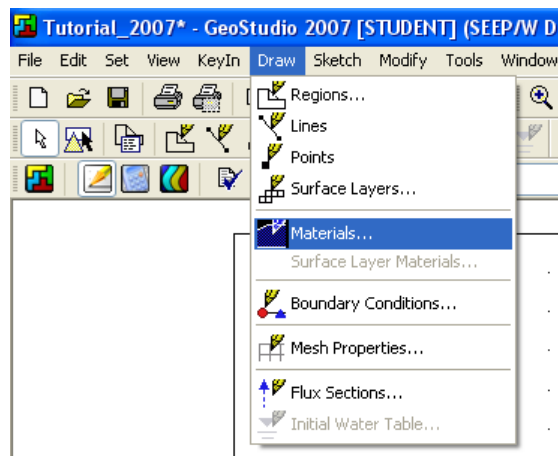 Tutorial_2007* - GeoStudio 2007 [STUDENT] (SEEP/W D
File Edit Set View KeyIn Draw Sketch Modify Tools Window
Regions...
Lines
Points
Surface Layers...
Materials...
Surface Layer Materials...
Boundary Conditions...
Mesh Properties...
Flux Sections...
Initial Water Table...